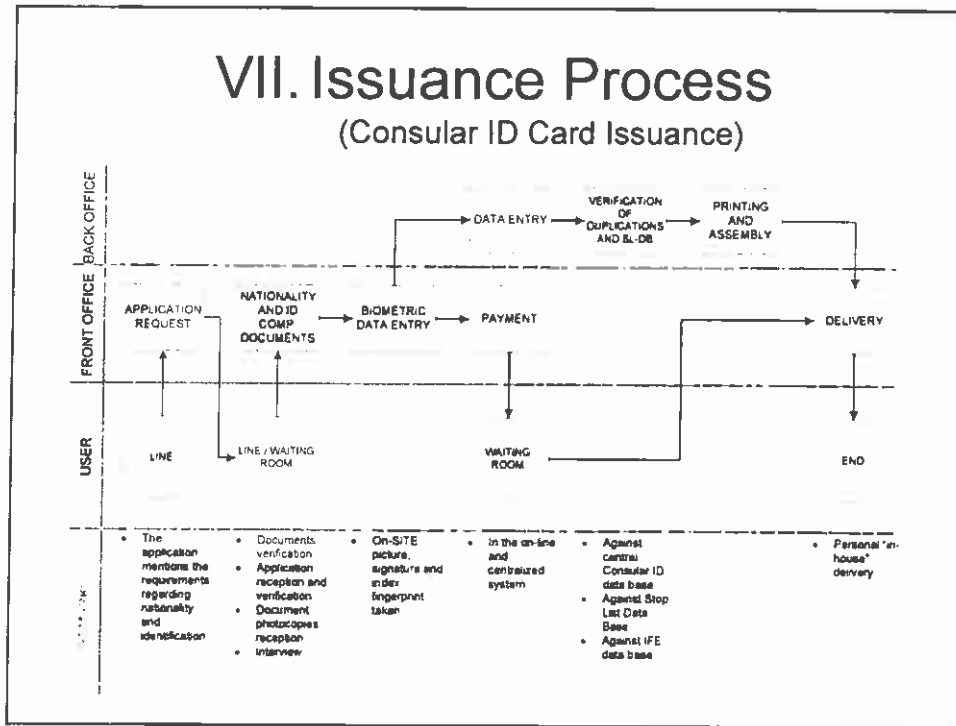 VII. Issuance Process
(Consular ID Card Issuance)
BACK OFFICE
DATA ENTRY
VERIFICATION
OF
DUPLICATIONS
AND SL-DB
PRINTING
AND
ASSEMBLY
FRONT OFFICE
APPLICATION
REQUEST
NATIONALITY
AND ID
COMP
DOCUMENTS
BIOMETRIC
DATA ENTRY
PAYMENT
DELIVERY
USER
LINE
LINE / WAITING
ROOM
WAITING
ROOM
END
• The
application
mentions the
requirements
regarding
nationality
and
identification
• Documents
verification
• Application
reception and
verification
• Document
photocopies
reception
• Interview
• On-SITE
picture,
signature and
index
fingerprint
taken
• In the on-line
and
centralized
system
• Against
central
Consular ID
data base
• Against Stop
List Data
Base
• Against IFE
data base
• Personal "in-
house"
delivery